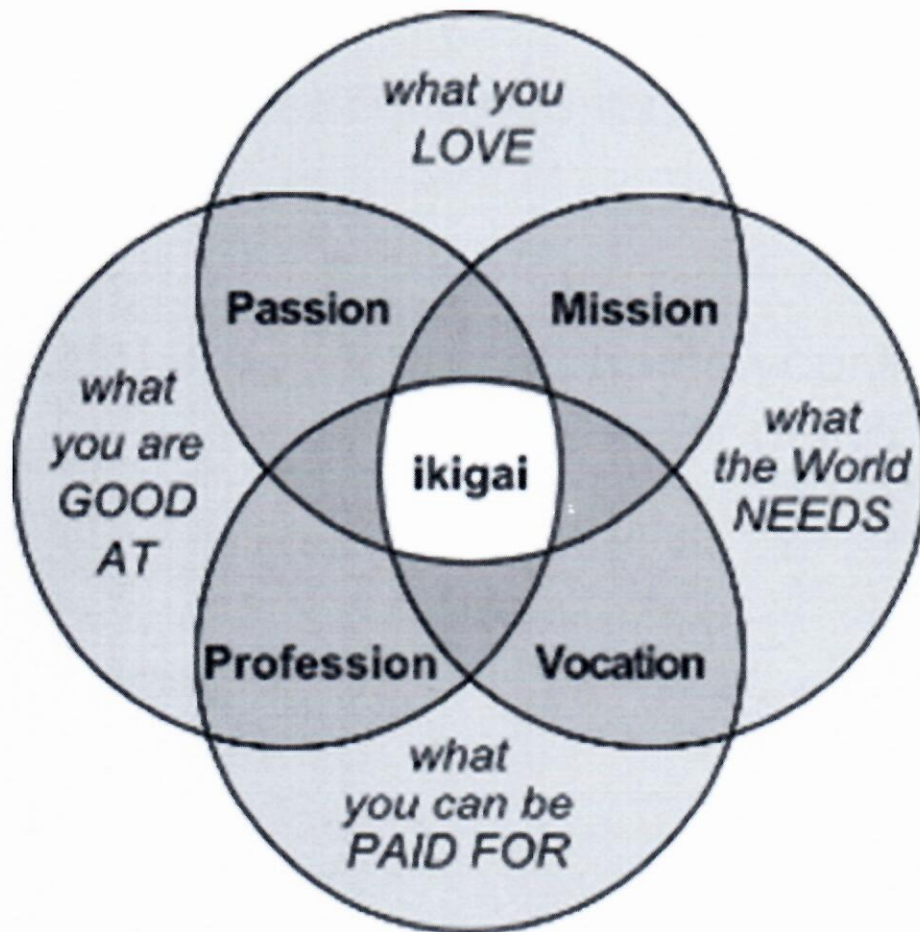 what you
LOVE
Passion
Mission
what
you are
GOOD
AT
ikigai
what
the World
NEEDS
Profession
Vocation
what
you can be
PAID FOR